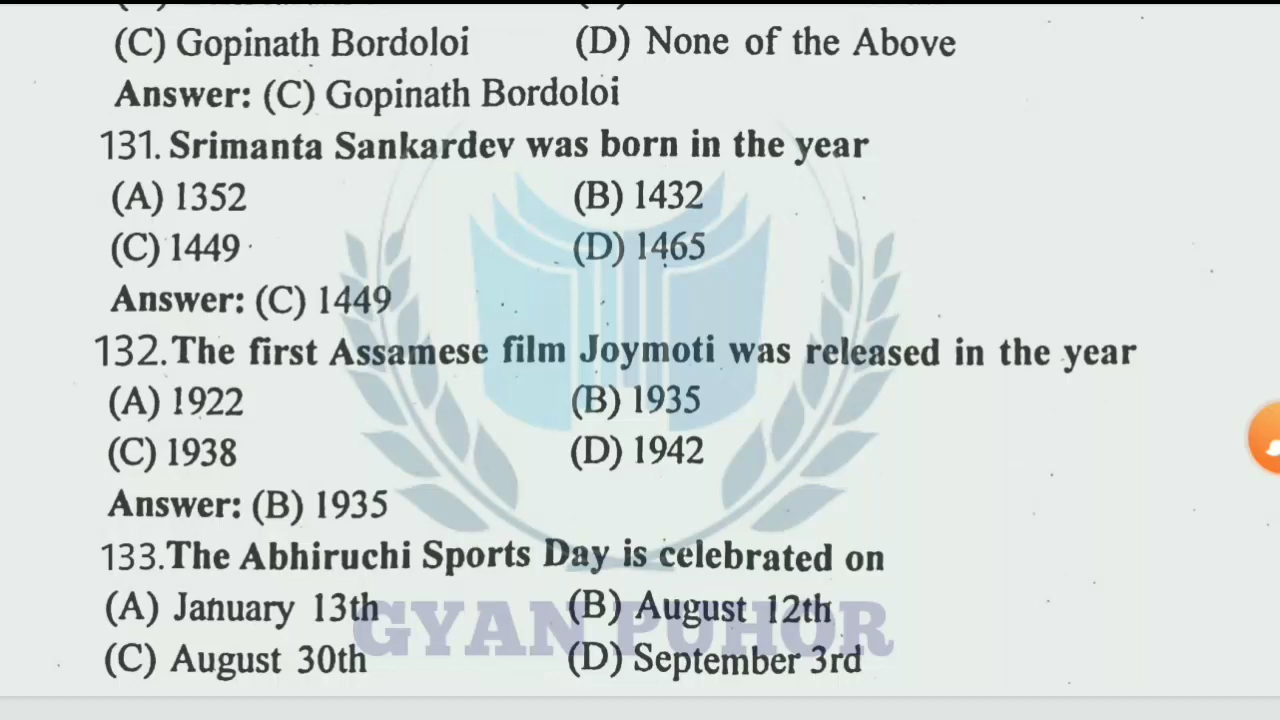 (C) Gopinath Bordoloi (D) None of the Above
Answer: (C) Gopinath Bordoloi
131. Srimanta Sankardev was born in the year
(A) 1352 (B) 1432
(C) 1449 (D) 1465
Answer: (C) 1449
132. The first Assamese film Joymoti was released in the year
(A) 1922 (B) 1935
(C) 1938 (D) 1942
Answer: (B) 1935
133. The Abhiruchi Sports Day is celebrated on
(A) January 13th (B) August 12th
(C) August 30th (D) September 3rd
GYAN POHOR